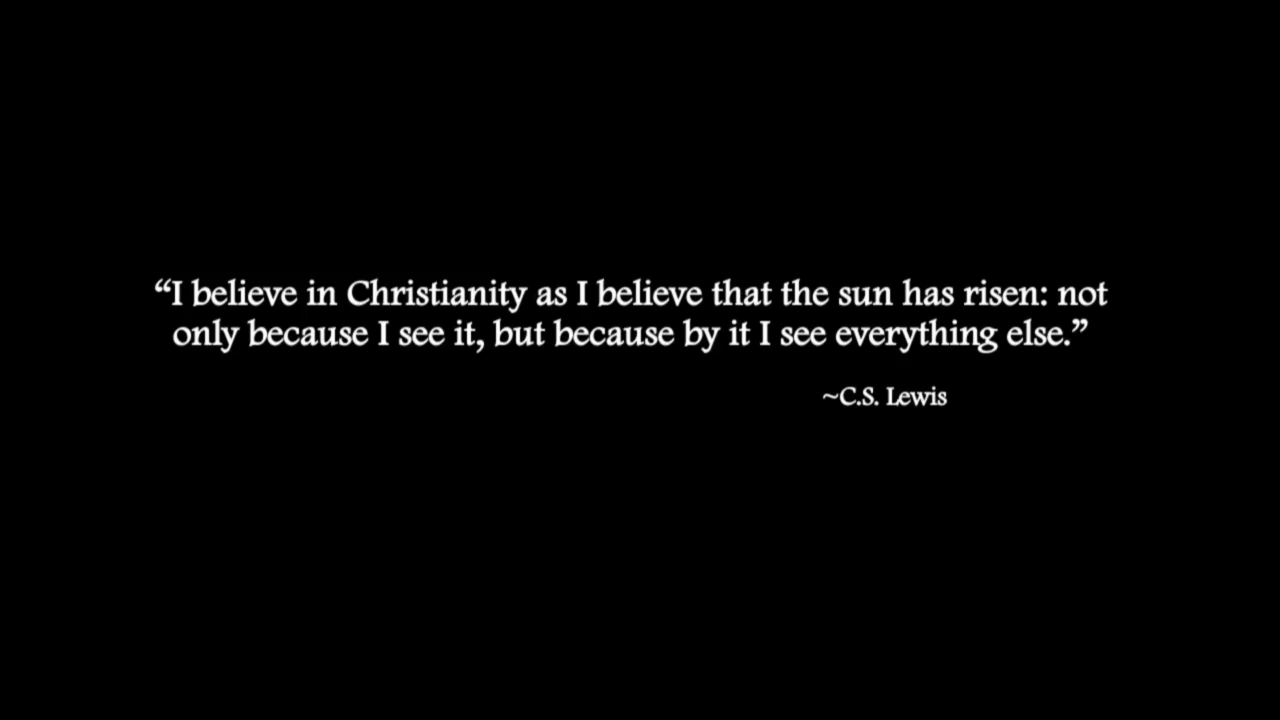 “I believe in Christianity as I believe that the sun has risen: not
only because I see it, but because by it I see everything else.”
~C.S. Lewis